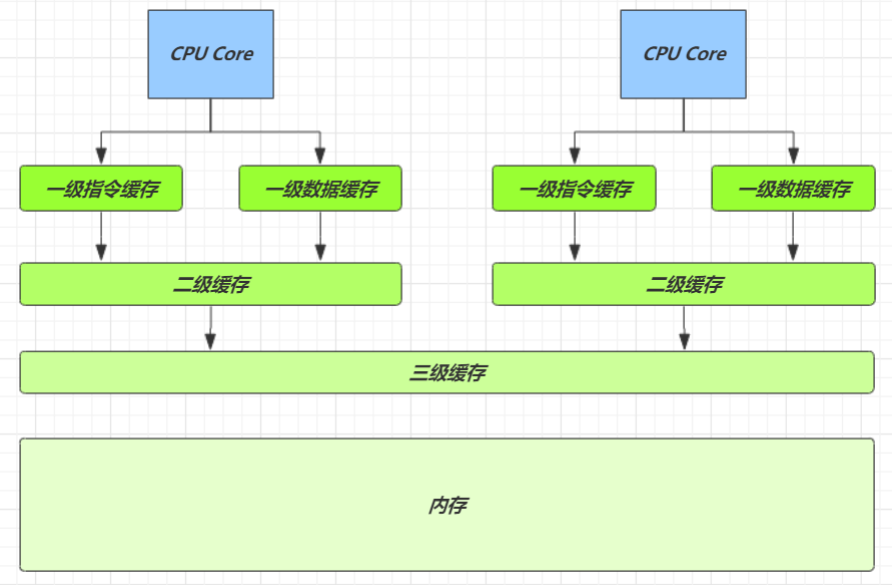 CPU Core
CPU Core
一级指令缓存
一级数据缓存
一级指令缓存
一级数据缓存
二级缓存
二级缓存
三级缓存
内存